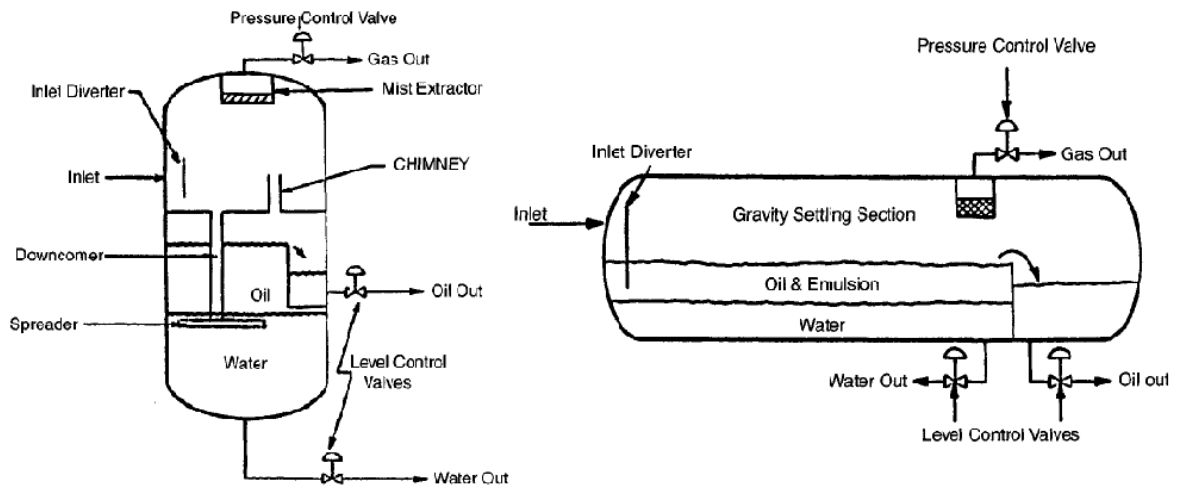 Pressure Control Valve
Gas Out
Inlet Diverter
Mist Extractor
Inlet
CHIMNEY
Downcomer
Oil
Oil Out
Spreader
Water
Level Control
Valves
Water Out
Pressure Control Valve
Inlet Diverter
Gas Out
Inlet
Gravity Settling Section
Oil & Emulsion
Water
Water Out
Oil out
Level Control Valves